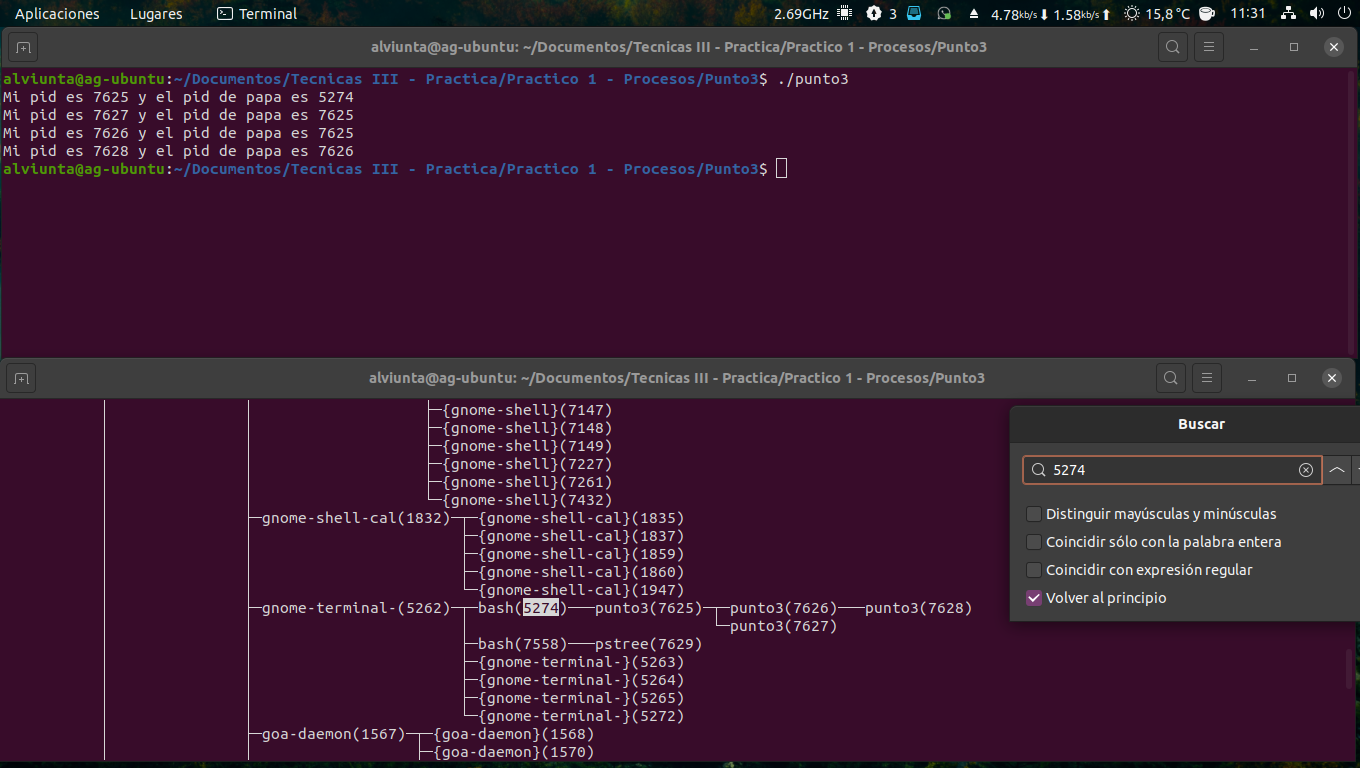 Aplicaciones Lugares Terminal 2.69GHz 3 4.78kb/s 1.58kb/s 15,8 °C 11:31
alviunta@ag-ubuntu: ~/Documentos/Tecnicas III - Practica/Practico 1 - Procesos/Punto3
alviunta@ag-ubuntu:~/Documentos/Tecnicas III - Practica/Practico 1 - Procesos/Punto3$ ./punto3
Mi pid es 7625 y el pid de papa es 5274
Mi pid es 7627 y el pid de papa es 7625
Mi pid es 7626 y el pid de papa es 7625
Mi pid es 7628 y el pid de papa es 7626
alviunta@ag-ubuntu:~/Documentos/Tecnicas III - Practica/Practico 1 - Procesos/Punto3$
alviunta@ag-ubuntu: ~/Documentos/Tecnicas III - Practica/Practico 1 - Procesos/Punto3
{gnome-shell}(7147)
{gnome-shell}(7148)
{gnome-shell}(7149)
{gnome-shell}(7227)
{gnome-shell}(7261)
{gnome-shell}(7432)
gnome-shell-cal(1832) {gnome-shell-cal}(1835)
{gnome-shell-cal}(1837)
{gnome-shell-cal}(1859)
{gnome-shell-cal}(1860)
{gnome-shell-cal}(1947)
gnome-terminal-(5262) bash(5274) punto3(7625) punto3(7626) punto3(7628)
punto3(7627)
bash(7558) pstree(7629)
{gnome-terminal-}(5263)
{gnome-terminal-}(5264)
{gnome-terminal-}(5265)
{gnome-terminal-}(5272)
goa-daemon(1567) {goa-daemon}(1568)
{goa-daemon}(1570)
Buscar
5274
Distinguir mayúsculas y minúsculas
Coincidir sólo con la palabra entera
Coincidir con expresión regular
Volver al principio